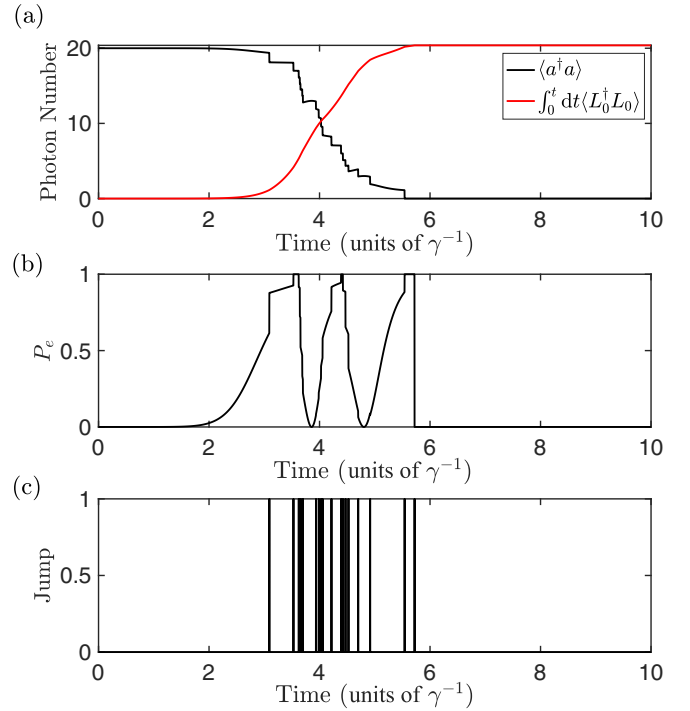 (a)
Photon Number
20
10
0
⟨a†a⟩
∫₀ᵗ dt⟨L₀†L₀⟩
0 2 4 6 8 10
Time (units of γ⁻¹)
(b)
Pₑ
1
0.5
0
0 2 4 6 8 10
Time (units of γ⁻¹)
(c)
Jump
1
0.5
0
0 2 4 6 8 10
Time (units of γ⁻¹)